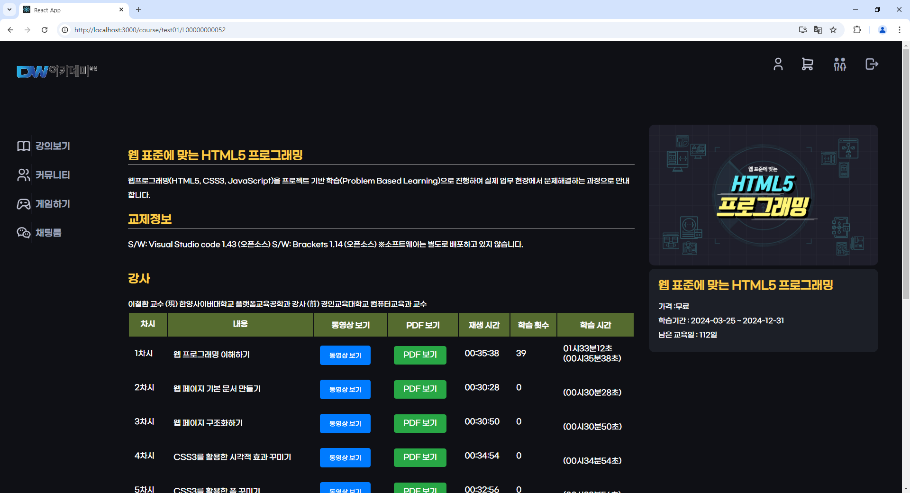 React App
http://localhost:3000/course/test01/L00000000052
DW아카데미
강의보기
커뮤니티
게임하기
채팅룸
웹 표준에 맞는 HTML5 프로그래밍
웹프로그래밍(HTML5, CSS3, JavaScript)을 프로젝트 기반 학습(Problem Based Learning)으로 진행하여 실제 업무 현장에서 문제해결하는 과정으로 안내
합니다.
교제정보
S/W: Visual Studio code 1.43 (오픈소스) S/W: Brackets 1.14 (오픈소스) ※소프트웨어는 별도로 배포하고 있지 않습니다.
강사
이철환 교수 (現) 한양사이버대학교 플랫폼교육공학과 강사 (前) 경인교육대학교 컴퓨터교육과 교수
차시 내용 동영상 보기 PDF 보기 재생 시간 학습 횟수 학습 시간
1차시 웹 프로그래밍 이해하기 동영상 보기 PDF 보기 00:35:38 39 01시33분12초
(00시35분38초)
2차시 웹 페이지 기본 문서 만들기 동영상 보기 PDF 보기 00:30:28 0 (00시30분28초)
3차시 웹 페이지 구조화하기 동영상 보기 PDF 보기 00:30:50 0 (00시30분50초)
4차시 CSS3를 활용한 시각적 효과 꾸미기 동영상 보기 PDF 보기 00:34:54 0 (00시34분54초)
5차시 CSS3를 활용한 폼 꾸미기 동영상 보기 PDF 보기 00:32:56 0
웹 표준에 맞는
HTML5
프로그래밍
웹 표준에 맞는 HTML5 프로그래밍
가격 :무료
학습기간 : 2024-03-25 ~ 2024-12-31
남은 교육일 : 112일